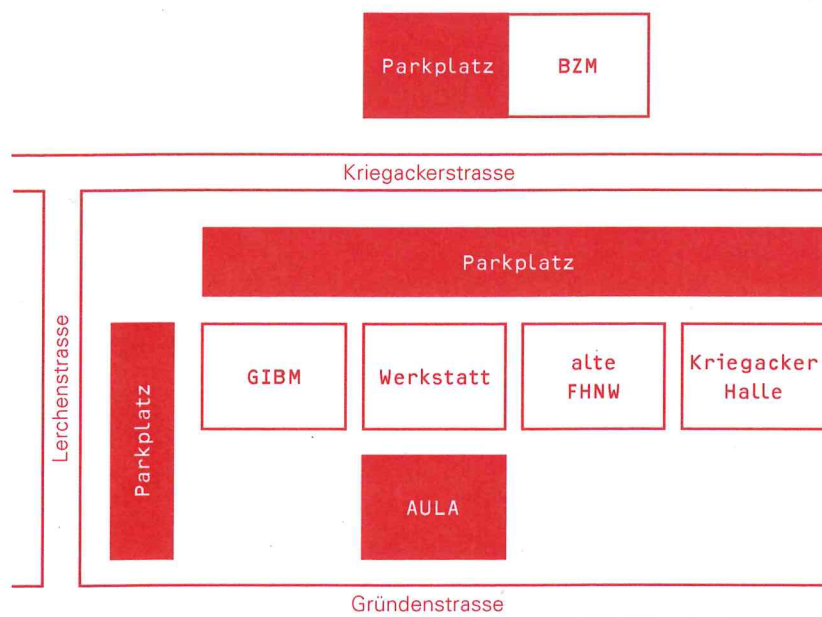 Parkplatz
BZM
Kriegackerstrasse
Parkplatz
Lerchenstrasse
Parkplatz
GIBM
Werkstatt
alte
FHNW
Kriegacker
Halle
AULA
Gründenstrasse